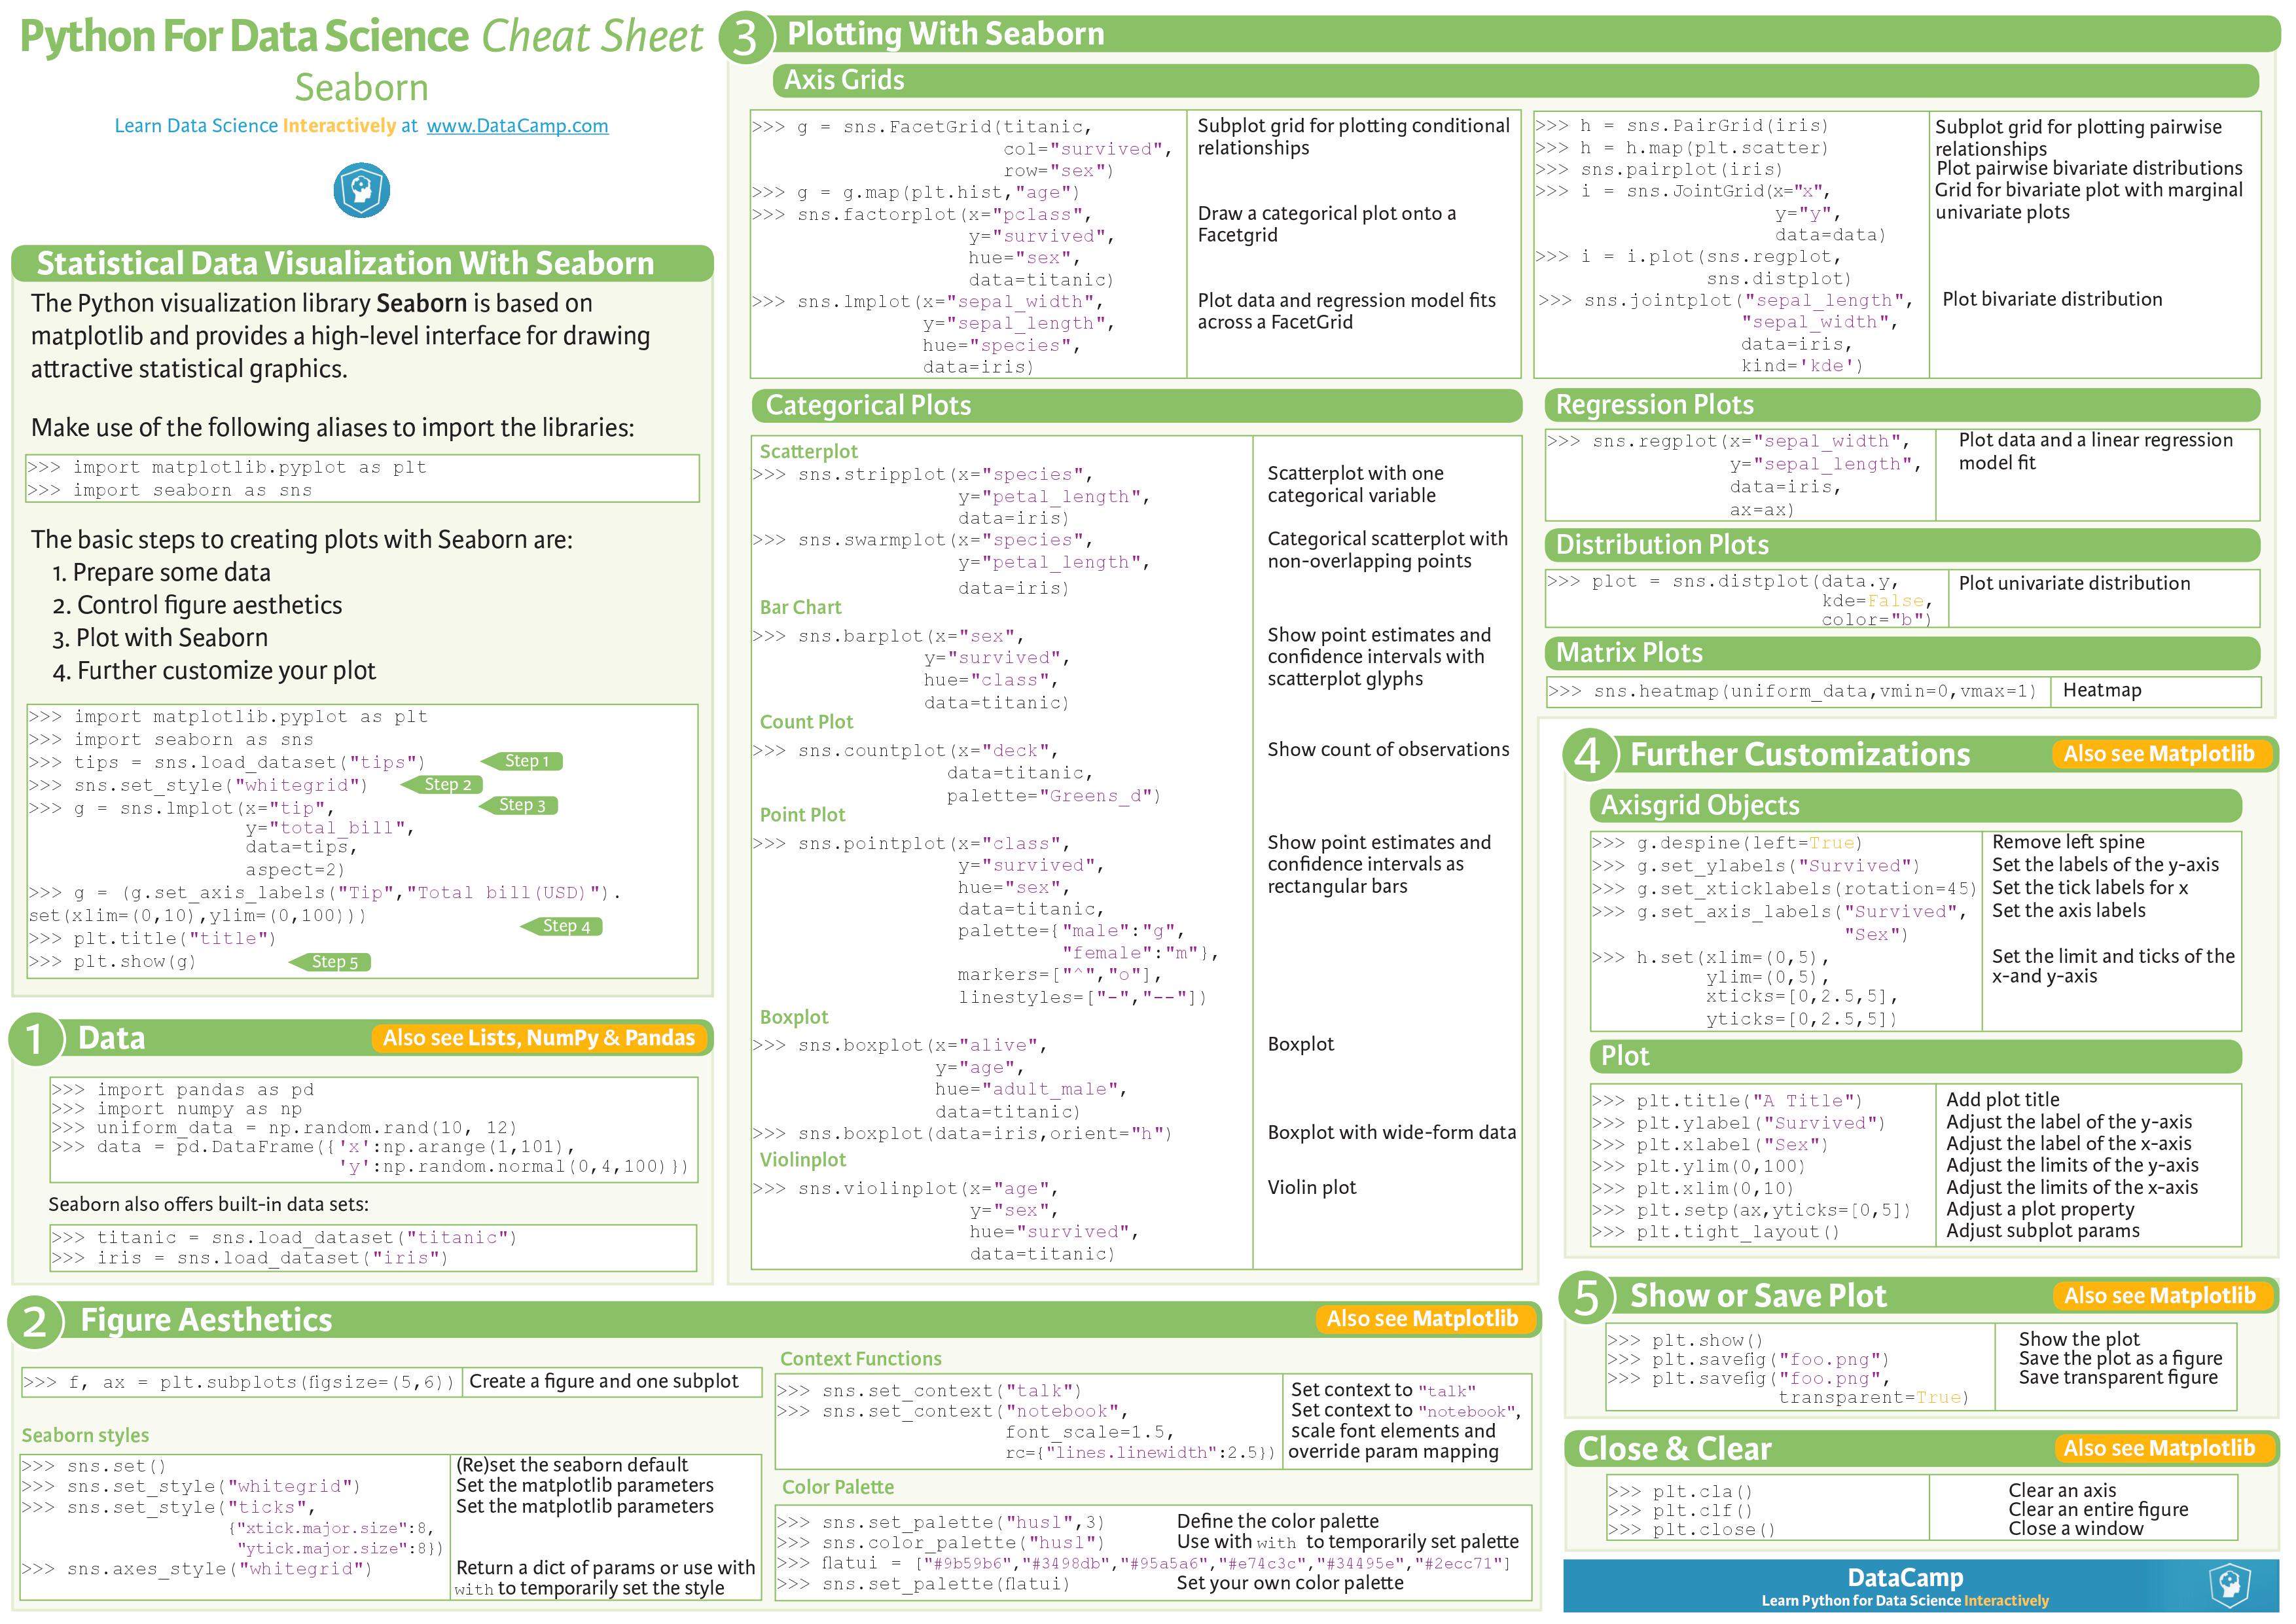 Python For Data Science Cheat Sheet
Seaborn
Learn Data Science Interactively at www.DataCamp.com
Statistical Data Visualization With Seaborn
The Python visualization library Seaborn is based on
matplotlib and provides a high-level interface for drawing
attractive statistical graphics.
Make use of the following aliases to import the libraries:
>>> import matplotlib.pyplot as plt
>>> import seaborn as sns
The basic steps to creating plots with Seaborn are:
1. Prepare some data
2. Control figure aesthetics
3. Plot with Seaborn
4. Further customize your plot
>>> import matplotlib.pyplot as plt
>>> import seaborn as sns
>>> tips = sns.load_dataset("tips") Step 1
>>> sns.set_style("whitegrid") Step 2
>>> g = sns.lmplot(x="tip", Step 3
y="total_bill",
data=tips,
aspect=2)
>>> g = (g.set_axis_labels("Tip","Total bill(USD)").
set(xlim=(0,10),ylim=(0,100)))
Step 4
>>> plt.title("title")
>>> plt.show(g) Step 5
1 Data Also see Lists, NumPy & Pandas
>>> import pandas as pd
>>> import numpy as np
>>> uniform_data = np.random.rand(10, 12)
>>> data = pd.DataFrame({'x':np.arange(1,101),
'y':np.random.normal(0,4,100)})
Seaborn also offers built-in data sets:
>>> titanic = sns.load_dataset("titanic")
>>> iris = sns.load_dataset("iris")
2 Figure Aesthetics Also see Matplotlib
>>> f, ax = plt.subplots(figsize=(5,6)) Create a figure and one subplot
Seaborn styles
>>> sns.set() (Re)set the seaborn default
>>> sns.set_style("whitegrid") Set the matplotlib parameters
>>> sns.set_style("ticks", Set the matplotlib parameters
{"xtick.major.size":8,
"ytick.major.size":8})
>>> sns.axes_style("whitegrid") Return a dict of params or use with
with to temporarily set the style
Context Functions
>>> sns.set_context("talk") Set context to "talk"
>>> sns.set_context("notebook", Set context to "notebook",
font_scale=1.5, scale font elements and
rc={"lines.linewidth":2.5}) override param mapping
Color Palette
>>> sns.set_palette("husl",3) Define the color palette
>>> sns.color_palette("husl") Use with with to temporarily set palette
>>> flatui = ["#9b59b6","#3498db","#95a5a6","#e74c3c","#34495e","#2ecc71"]
>>> sns.set_palette(flatui) Set your own color palette
3 Plotting With Seaborn
Axis Grids
>>> g = sns.FacetGrid(titanic, Subplot grid for plotting conditional
col="survived", relationships
row="sex")
>>> g = g.map(plt.hist,"age")
>>> sns.factorplot(x="pclass", Draw a categorical plot onto a
y="survived", Facetgrid
hue="sex",
data=titanic)
>>> sns.lmplot(x="sepal_width", Plot data and regression model fits
y="sepal_length", across a FacetGrid
hue="species",
data=iris)
>>> h = sns.PairGrid(iris) Subplot grid for plotting pairwise
>>> h = h.map(plt.scatter) relationships
>>> sns.pairplot(iris) Plot pairwise bivariate distributions
>>> i = sns.JointGrid(x="x", Grid for bivariate plot with marginal
y="y", univariate plots
data=data)
>>> i = i.plot(sns.regplot,
sns.distplot)
>>> sns.jointplot("sepal_length", Plot bivariate distribution
"sepal_width",
data=iris,
kind='kde')
Categorical Plots
Scatterplot
>>> sns.stripplot(x="species", Scatterplot with one
y="petal_length", categorical variable
data=iris)
>>> sns.swarmplot(x="species", Categorical scatterplot with
y="petal_length", non-overlapping points
data=iris)
Bar Chart
>>> sns.barplot(x="sex", Show point estimates and
y="survived", confidence intervals with
hue="class", scatterplot glyphs
data=titanic)
Count Plot
>>> sns.countplot(x="deck", Show count of observations
data=titanic,
palette="Greens_d")
Point Plot
>>> sns.pointplot(x="class", Show point estimates and
y="survived", confidence intervals as
hue="sex", rectangular bars
data=titanic,
palette={"male":"g",
"female":"m"},
markers=["^","o"],
linestyles=["-","--"])
Boxplot
>>> sns.boxplot(x="alive", Boxplot
y="age",
hue="adult_male",
data=titanic)
>>> sns.boxplot(data=iris,orient="h") Boxplot with wide-form data
Violinplot
>>> sns.violinplot(x="age", Violin plot
y="sex",
hue="survived",
data=titanic)
Regression Plots
>>> sns.regplot(x="sepal_width", Plot data and a linear regression
y="sepal_length", model fit
data=iris,
ax=ax)
Distribution Plots
>>> plot = sns.distplot(data.y, Plot univariate distribution
kde=False,
color="b")
Matrix Plots
>>> sns.heatmap(uniform_data,vmin=0,vmax=1) Heatmap
4 Further Customizations Also see Matplotlib
Axisgrid Objects
>>> g.despine(left=True) Remove left spine
>>> g.set_ylabels("Survived") Set the labels of the y-axis
>>> g.set_xticklabels(rotation=45) Set the tick labels for x
>>> g.set_axis_labels("Survived", Set the axis labels
"Sex")
>>> h.set(xlim=(0,5), Set the limit and ticks of the
ylim=(0,5), x-and y-axis
xticks=[0,2.5,5],
yticks=[0,2.5,5])
Plot
>>> plt.title("A Title") Add plot title
>>> plt.ylabel("Survived") Adjust the label of the y-axis
>>> plt.xlabel("Sex") Adjust the label of the x-axis
>>> plt.ylim(0,100) Adjust the limits of the y-axis
>>> plt.xlim(0,10) Adjust the limits of the x-axis
>>> plt.setp(ax,yticks=[0,5]) Adjust a plot property
>>> plt.tight_layout() Adjust subplot params
5 Show or Save Plot Also see Matplotlib
>>> plt.show() Show the plot
>>> plt.savefig("foo.png") Save the plot as a figure
>>> plt.savefig("foo.png", Save transparent figure
transparent=True)
Close & Clear Also see Matplotlib
>>> plt.cla() Clear an axis
>>> plt.clf() Clear an entire figure
>>> plt.close() Close a window
DataCamp
Learn Python for Data Science Interactively